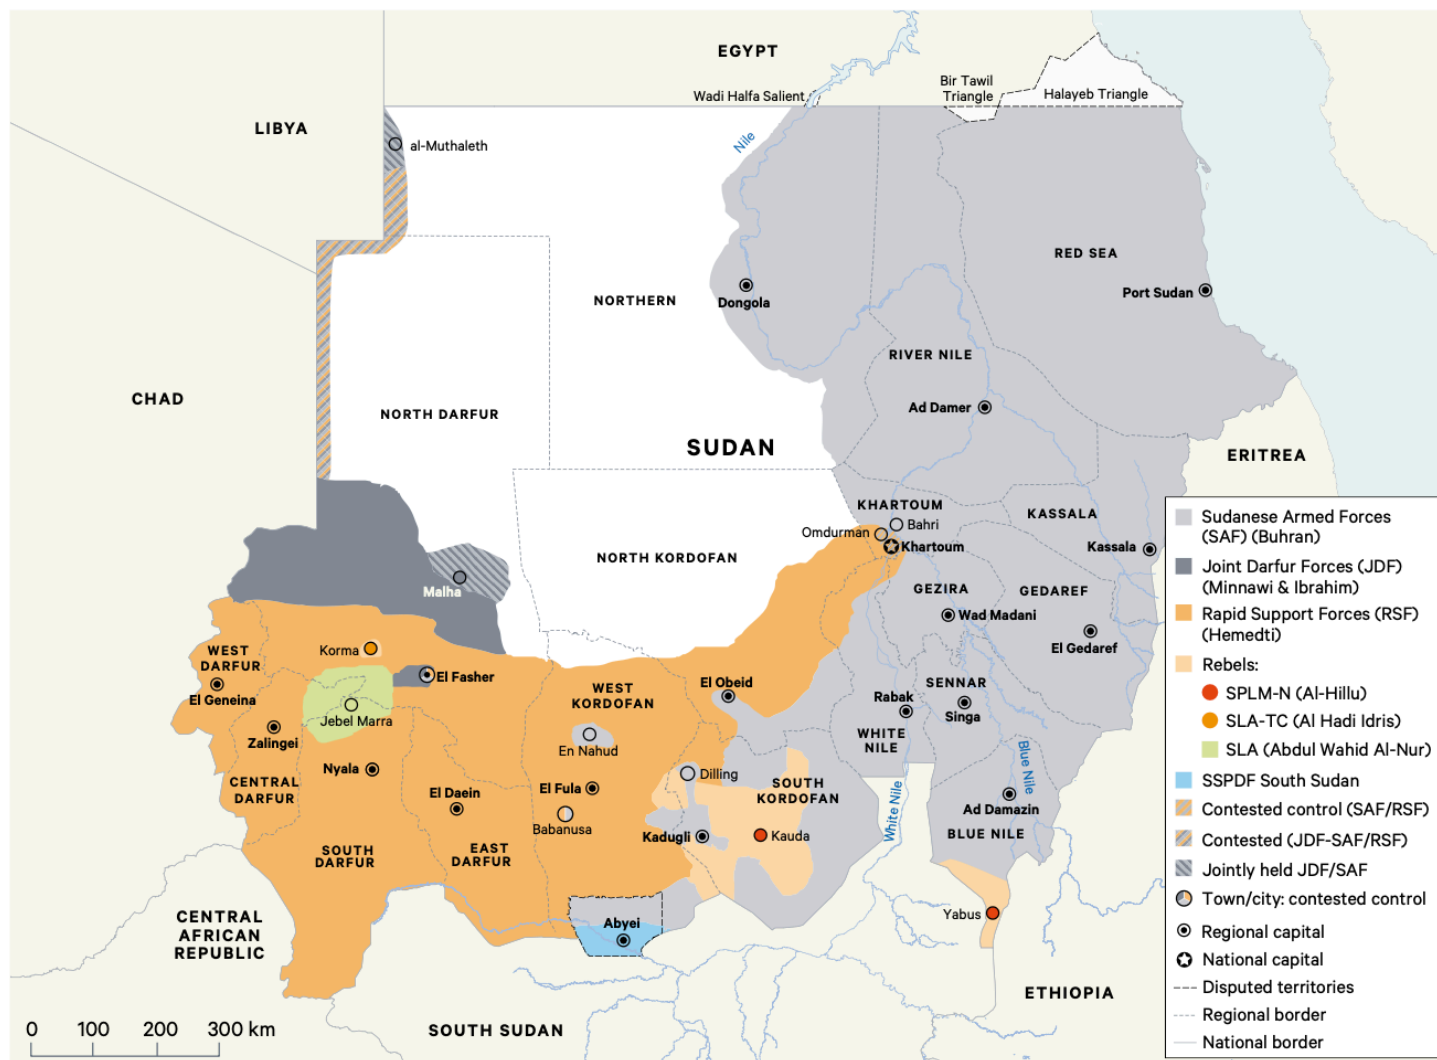 EGYPT
Wadi Halfa Salient
Bir Tawil
Triangle
Halayeb Triangle
LIBYA
al-Muthaleth
Nile
RED SEA
Port Sudan
NORTHERN
Dongola
RIVER NILE
Ad Damer
CHAD
NORTH DARFUR
SUDAN
ERITREA
KHARTOUM
Bahri
Omdurman
Khartoum
KASSALA
Kassala
NORTH KORDOFAN
Malha
GEZIRA
GEDAREF
Wad Madani
El Gedaref
Korma
WEST
DARFUR
El Geneina
El Fasher
Jebel Marra
Zalingei
WEST
KORDOFAN
El Obeid
SENNAR
Rabak
Singa
WHITE
NILE
En Nahud
Nyala
CENTRAL
DARFUR
El Daein
El Fula
Dilling
SOUTH
KORDOFAN
Blue Nile
White Nile
Ad Damazin
BLUE NILE
Babanusa
Kadugli
Kauda
SOUTH
DARFUR
EAST
DARFUR
Abyei
Yabus
CENTRAL
AFRICAN
REPUBLIC
SOUTH SUDAN
ETHIOPIA
0 100 200 300 km
Sudanese Armed Forces
(SAF) (Buhran)
Joint Darfur Forces (JDF)
(Minnawi & Ibrahim)
Rapid Support Forces (RSF)
(Hemedti)
Rebels:
SPLM-N (Al-Hillu)
SLA-TC (Al Hadi Idris)
SLA (Abdul Wahid Al-Nur)
SSPDF South Sudan
Contested control (SAF/RSF)
Contested (JDF-SAF/RSF)
Jointly held JDF/SAF
Town/city: contested control
Regional capital
National capital
Disputed territories
Regional border
National border